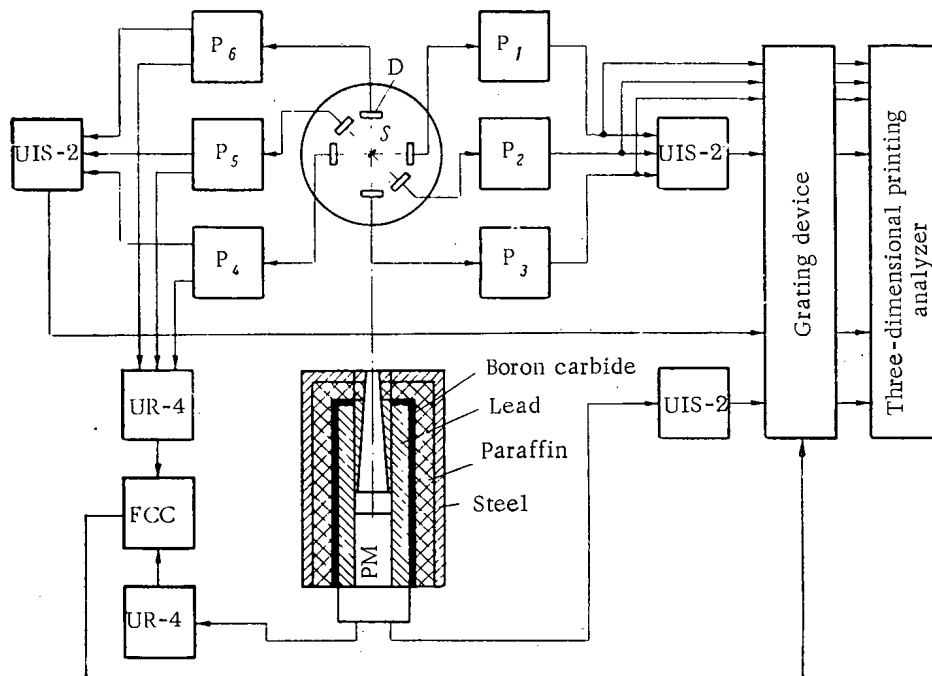 P6
P1
D
UIS-2
P5
S
P2
UIS-2
P4
P3
Grating device
Three-dimensional printing
analyzer
Boron carbide
UR-4
UIS-2
Lead
Paraffin
FCC
Steel
PM
UR-4